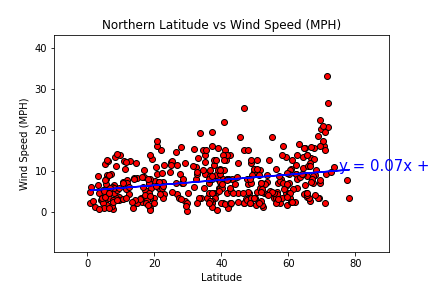 Northern Latitude vs Wind Speed (MPH)
Wind Speed (MPH)
40
30
20
10
0
y = 0.07x +
0
20
40
60
80
Latitude